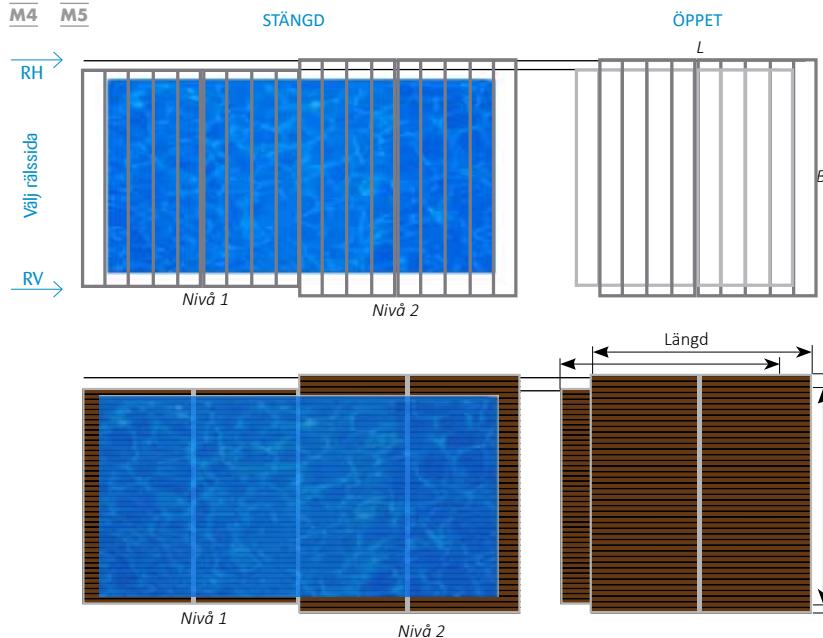 M4 M5
STÄNGD
ÖPPET
L
RH
Välj rälssida
B
RV
Nivå 1
Nivå 2
Längd
Nivå 1
Nivå 2